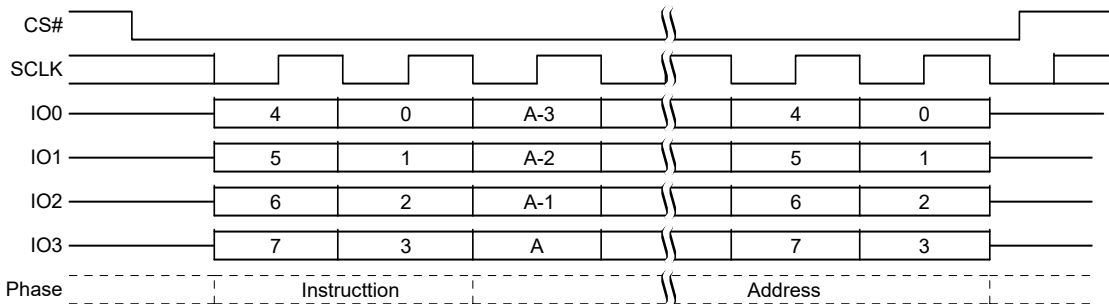 CS#
SCLK
IO0 4 0 A-3 4 0
IO1 5 1 A-2 5 1
IO2 6 2 A-1 6 2
IO3 7 3 A 7 3
Phase Instructtion Address